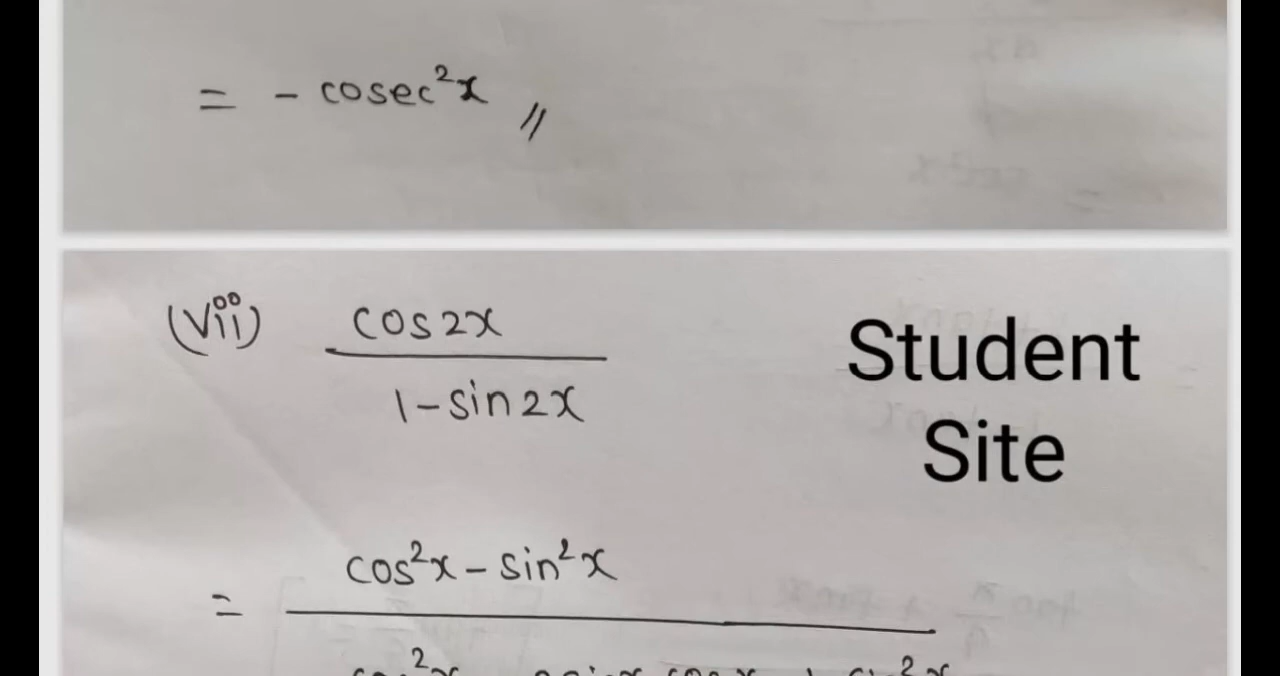 = - cosec²x //
(vii) cos2x
1-sin2x
Student
Site
cos²x - sin²x
=